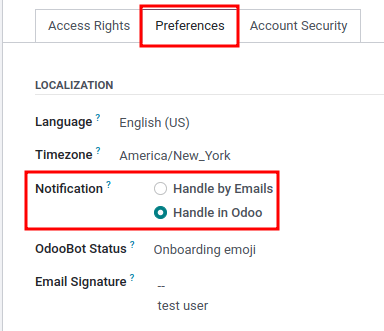 Access Rights Preferences Account Security
LOCALIZATION
Language ? English (US)
Timezone ? America/New_York
Notification ? Handle by Emails
Handle in Odoo
OdooBot Status ? Onboarding emoji
Email Signature ? --
test user